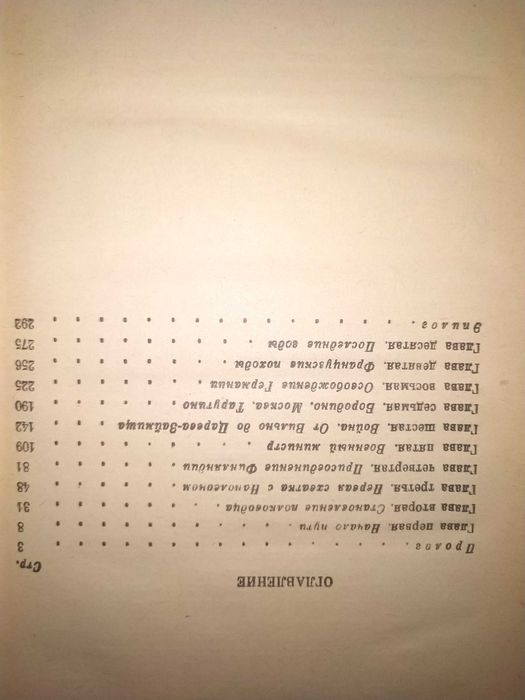 ОГЛАВЛЕНИЕ
Стр.
Пролог . . . . . . . . . . . . . . 3
Глава первая. Начало пути . . . . . . . . . 8
Глава вторая. Становление полководца . . . . . . 31
Глава третья. Первая схватка с Наполеоном . . . . . 48
Глава четвертая. Присоединение Финляндии . . . . . 81
Глава пятая. Военный министр . . . . . . . . 109
Глава шестая. Война. От Вильно до Царева-Займища 142
Глава седьмая. Бородино. Москва. Тарутино . . . . . 190
Глава восьмая. Освобождение Германии . . . . . . 225
Глава девятая. Французские походы . . . . . . . 256
Глава десятая. Последние годы . . . . . . . . 275
Эпилог . . . . . . . . . . . . . . 292